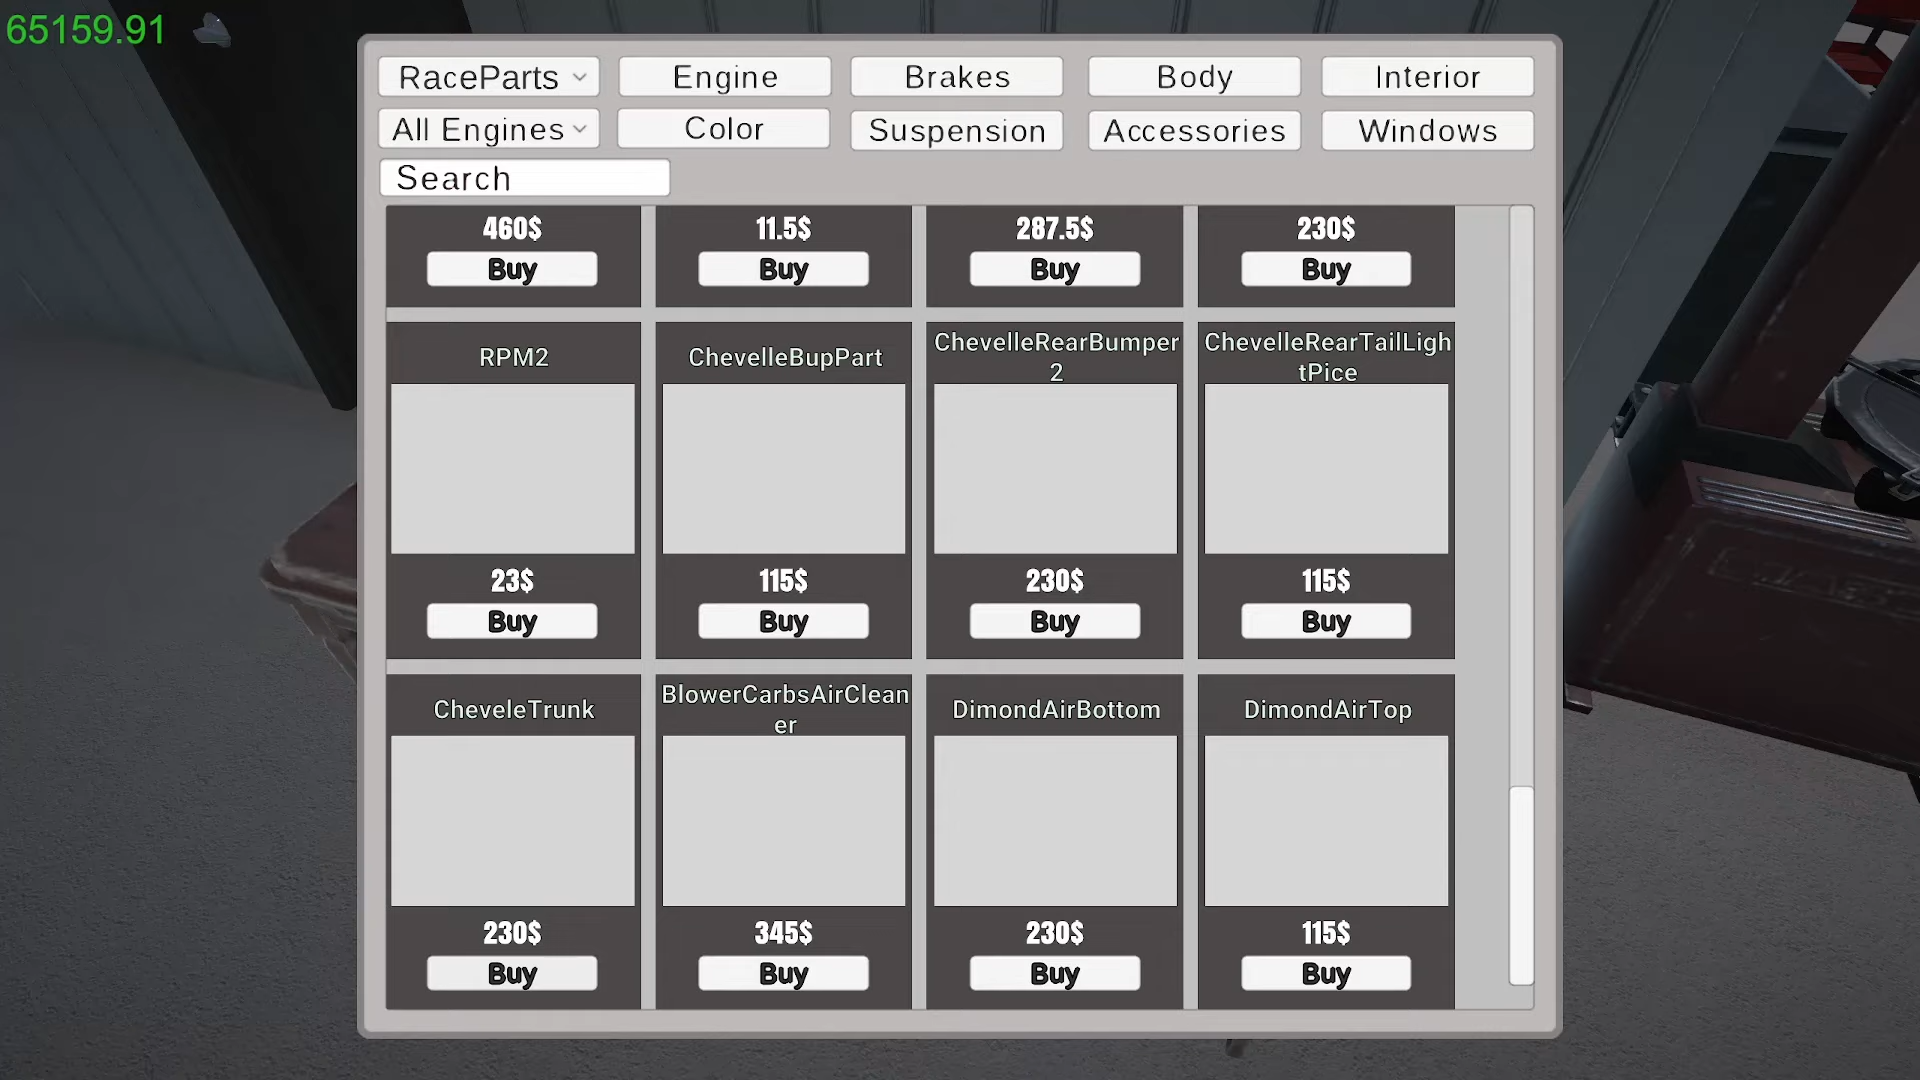 65159.91
RaceParts
Engine
Brakes
Body
Interior
All Engines
Color
Suspension
Accessories
Windows
Search
460$
11.5$
287.5$
230$
Buy
Buy
Buy
Buy
RPM2
ChevelleBupPart
ChevelleRearBumper
2
ChevelleRearTailLigh
tPice
23$
115$
230$
115$
Buy
Buy
Buy
Buy
CheveleTrunk
BlowerCarbsAirClean
er
DimondAirBottom
DimondAirTop
230$
345$
230$
115$
Buy
Buy
Buy
Buy